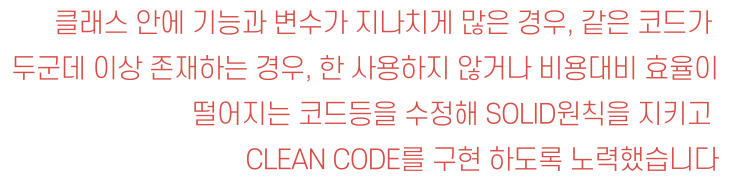 클래스 안에 기능과 변수가 지나치게 많은 경우, 같은 코드가
두군데 이상 존재하는 경우, 한 사용하지 않거나 비용대비 효율이
떨어지는 코드등을 수정해 SOLID원칙을 지키고
CLEAN CODE를 구현 하도록 노력했습니다